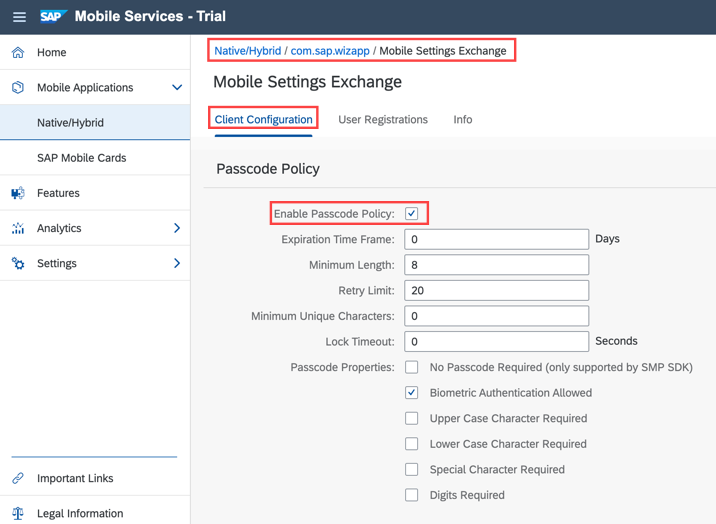 SAP Mobile Services - Trial
Home
Mobile Applications
Native/Hybrid
SAP Mobile Cards
Features
Analytics
Settings
Important Links
Legal Information
Native/Hybrid / com.sap.wizapp / Mobile Settings Exchange
Mobile Settings Exchange
Client Configuration User Registrations Info
Passcode Policy
Enable Passcode Policy:
Expiration Time Frame: 0 Days
Minimum Length: 8
Retry Limit: 20
Minimum Unique Characters: 0
Lock Timeout: 0 Seconds
Passcode Properties: No Passcode Required (only supported by SMP SDK)
Biometric Authentication Allowed
Upper Case Character Required
Lower Case Character Required
Special Character Required
Digits Required